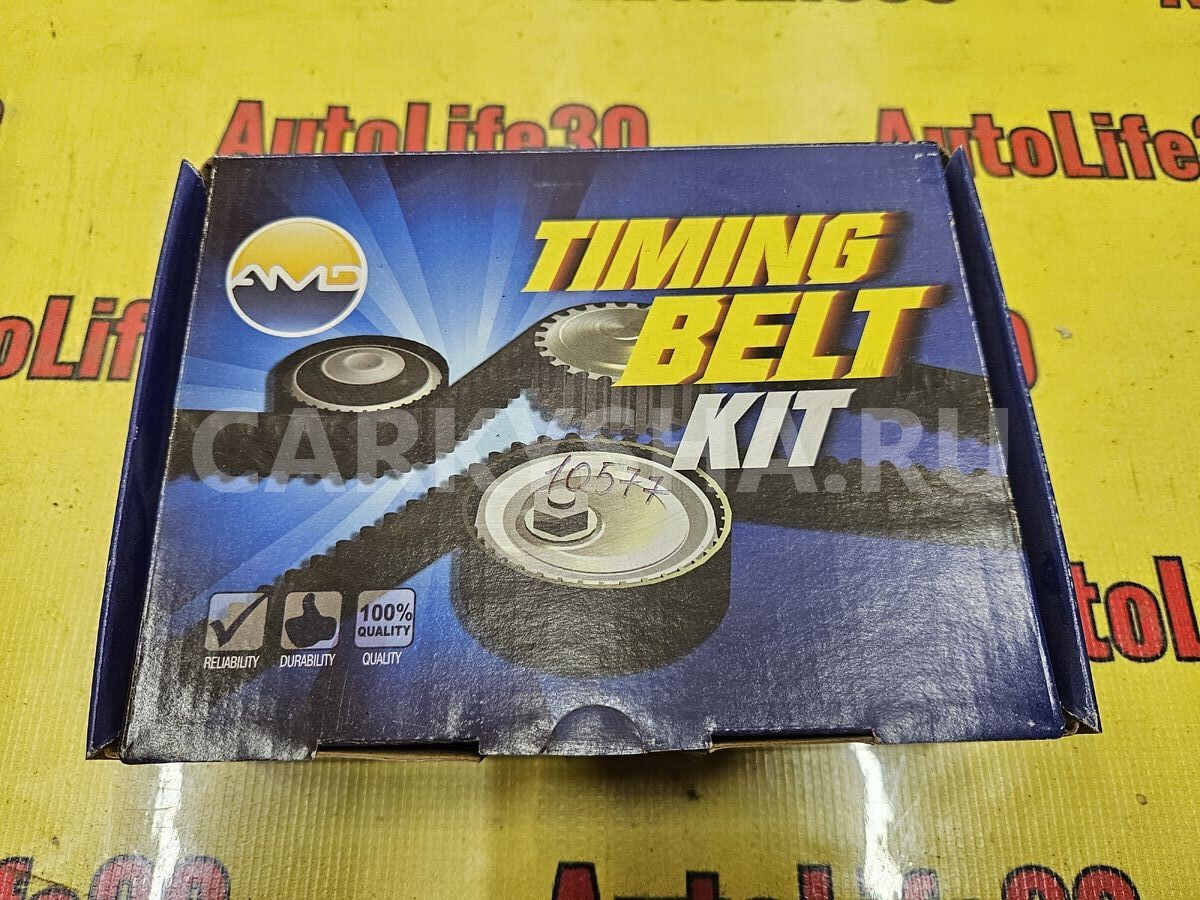 AutoLife30
AutoLife3
AMD
TIMING
BELT
KIT
CARKYCHA.RU
10577
100%
QUALITY
RELIABILITY
DURABILITY
QUALITY